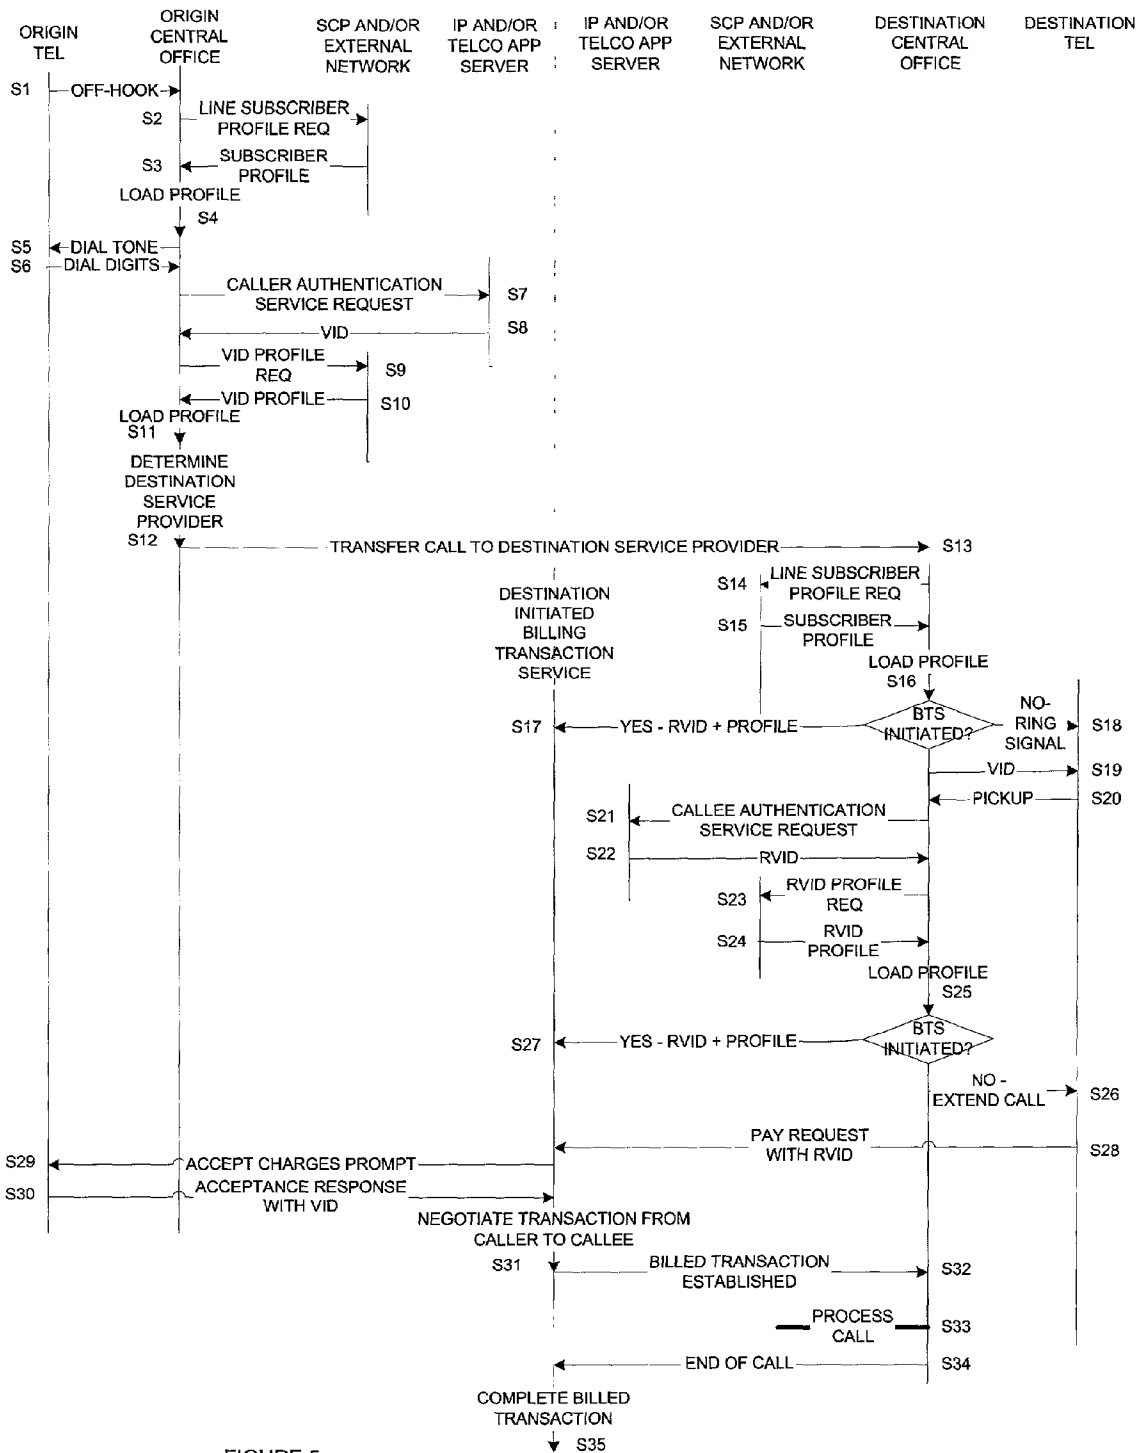 ORIGIN
TEL
ORIGIN
CENTRAL
OFFICE
SCP AND/OR
EXTERNAL
NETWORK
IP AND/OR
TELCO APP
SERVER
IP AND/OR
TELCO APP
SERVER
SCP AND/OR
EXTERNAL
NETWORK
DESTINATION
CENTRAL
OFFICE
DESTINATION
TEL
S1 OFF-HOOK
S2 LINE SUBSCRIBER
PROFILE REQ
S3 SUBSCRIBER
PROFILE
LOAD PROFILE
S4
S5 DIAL TONE
S6 DIAL DIGITS
CALLER AUTHENTICATION
SERVICE REQUEST S7
VID S8
VID PROFILE
REQ S9
VID PROFILE S10
LOAD PROFILE
S11
DETERMINE
DESTINATION
SERVICE
PROVIDER
S12
TRANSFER CALL TO DESTINATION SERVICE PROVIDER S13
S14 LINE SUBSCRIBER
PROFILE REQ
DESTINATION
INITIATED
BILLING
TRANSACTION
SERVICE
S15 SUBSCRIBER
PROFILE
LOAD PROFILE
S16
S17 YES - RVID + PROFILE
BTS
INITIATED?
NO-
RING
SIGNAL
S18
VID S19
PICKUP S20
S21 CALLEE AUTHENTICATION
SERVICE REQUEST
S22 RVID
S23 RVID PROFILE
REQ
S24 RVID
PROFILE
LOAD PROFILE
S25
S27 YES - RVID + PROFILE
BTS
INITIATED?
NO -
EXTEND CALL S26
PAY REQUEST
WITH RVID S28
S29 ACCEPT CHARGES PROMPT
S30 ACCEPTANCE RESPONSE
WITH VID
NEGOTIATE TRANSACTION FROM
CALLER TO CALLEE
S31
BILLED TRANSACTION
ESTABLISHED S32
PROCESS
CALL S33
END OF CALL S34
COMPLETE BILLED
TRANSACTION
S35
FIGURE 5